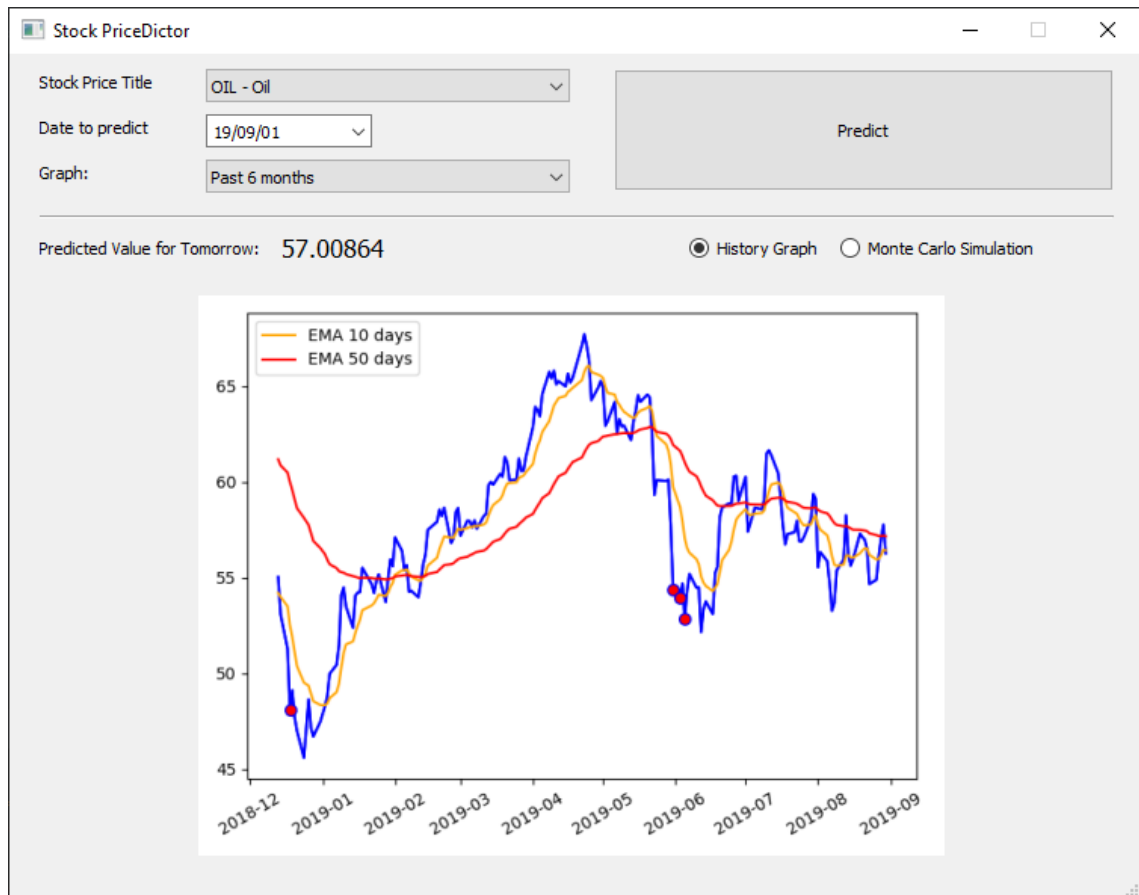 Stock PriceDictor
Stock Price Title
OIL - Oil
Date to predict
19/09/01
Graph:
Past 6 months
Predict
Predicted Value for Tomorrow: 57.00864
History Graph
Monte Carlo Simulation
EMA 10 days
EMA 50 days
65
60
55
50
45
2018-12
2019-01
2019-02
2019-03
2019-04
2019-05
2019-06
2019-07
2019-08
2019-09